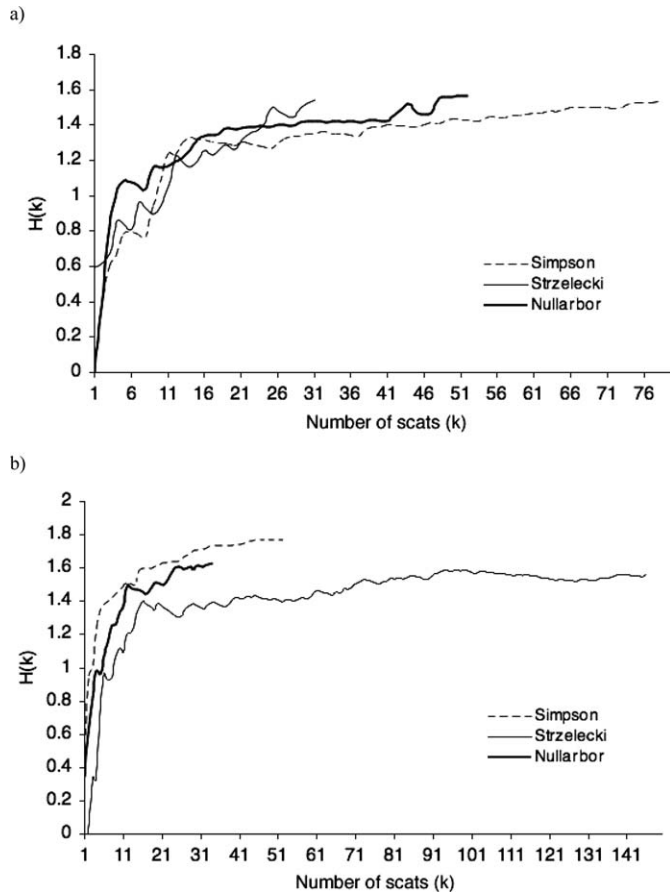 a)
1.8
1.6
1.4
1.2
1
0.8
0.6
0.4
0.2
0
H(k)
Simpson
Strzelecki
Nullarbor
1 6 11 16 21 26 31 36 41 46 51 56 61 66 71 76
Number of scats (k)
b)
2
1.8
1.6
1.4
1.2
1
0.8
0.6
0.4
0.2
0
H(k)
Simpson
Strzelecki
Nullarbor
1 11 21 31 41 51 61 71 81 91 101 111 121 131 141
Number of scats (k)